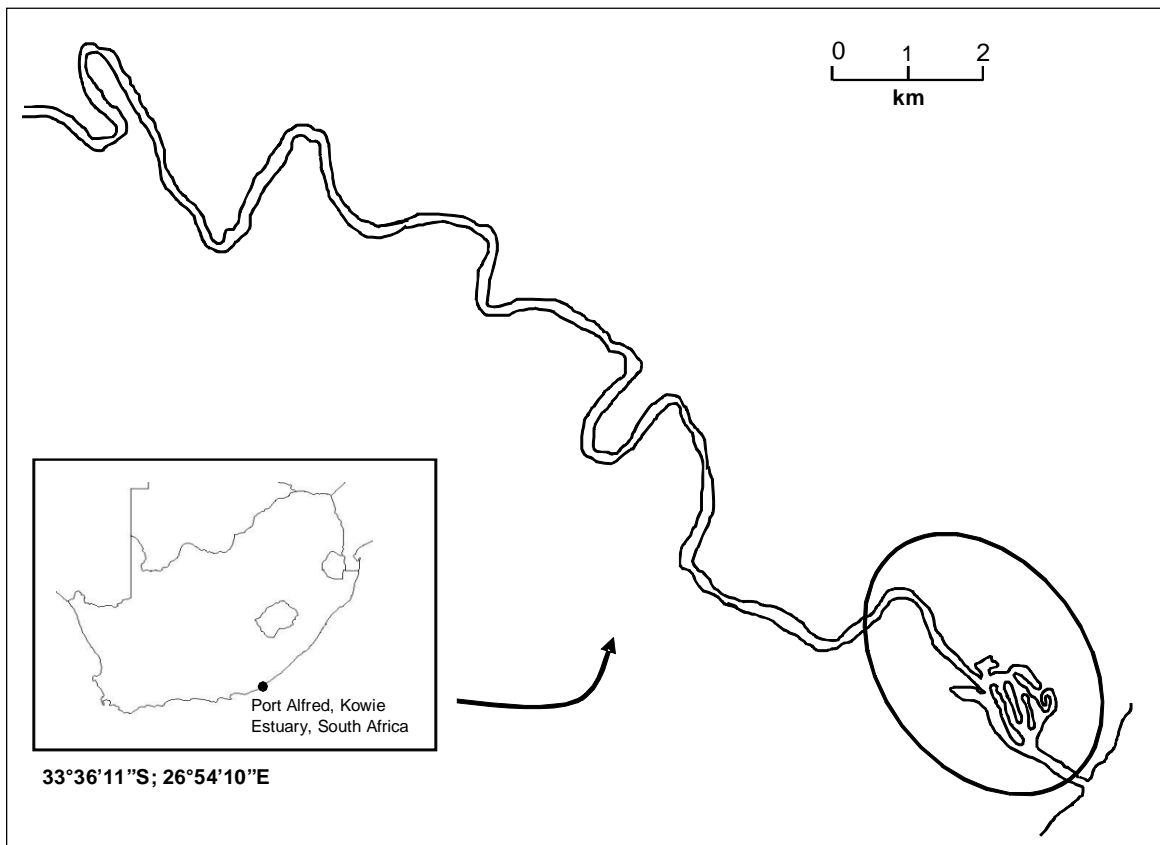 0 1 2
km
Port Alfred, Kowie
Estuary, South Africa
33°36’11”S; 26°54’10”E